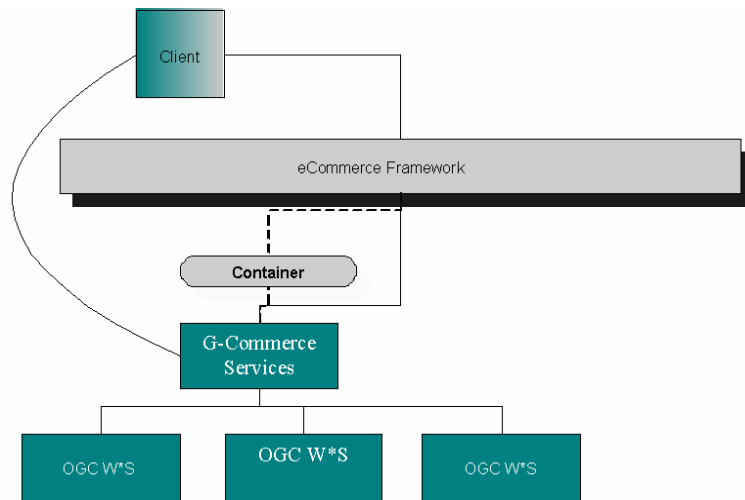 Client
eCommerce Framework
Container
G-Commerce
Services
OGC W*S
OGC W*S
OGC W*S